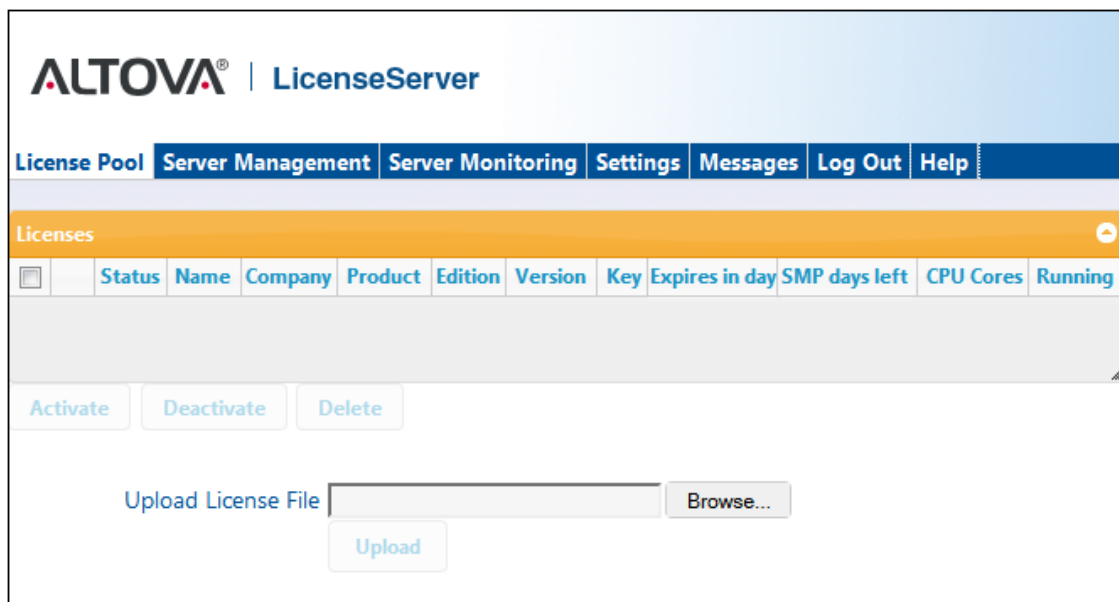 ALTOVA® | LicenseServer
License Pool Server Management Server Monitoring Settings Messages Log Out Help
Licenses
Status Name Company Product Edition Version Key Expires in day SMP days left CPU Cores Running
Activate Deactivate Delete
Upload License File Browse...
Upload